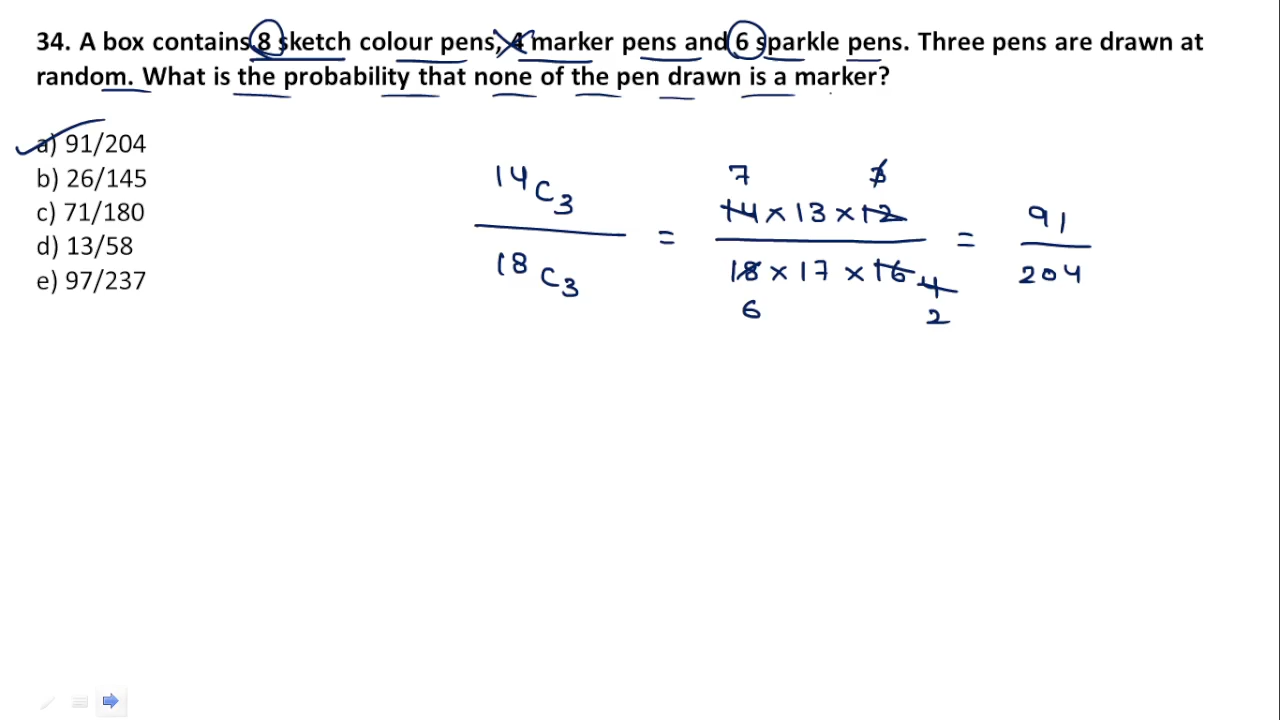 34. A box contains 8 sketch colour pens, 4 marker pens and 6 sparkle pens. Three pens are drawn at
random. What is the probability that none of the pen drawn is a marker?
a) 91/204
b) 26/145
c) 71/180
d) 13/58
e) 97/237
14C3 / 18C3 = 14 × 13 × 12 / 18 × 17 × 16 = 91 / 204
7 3
6 4 2